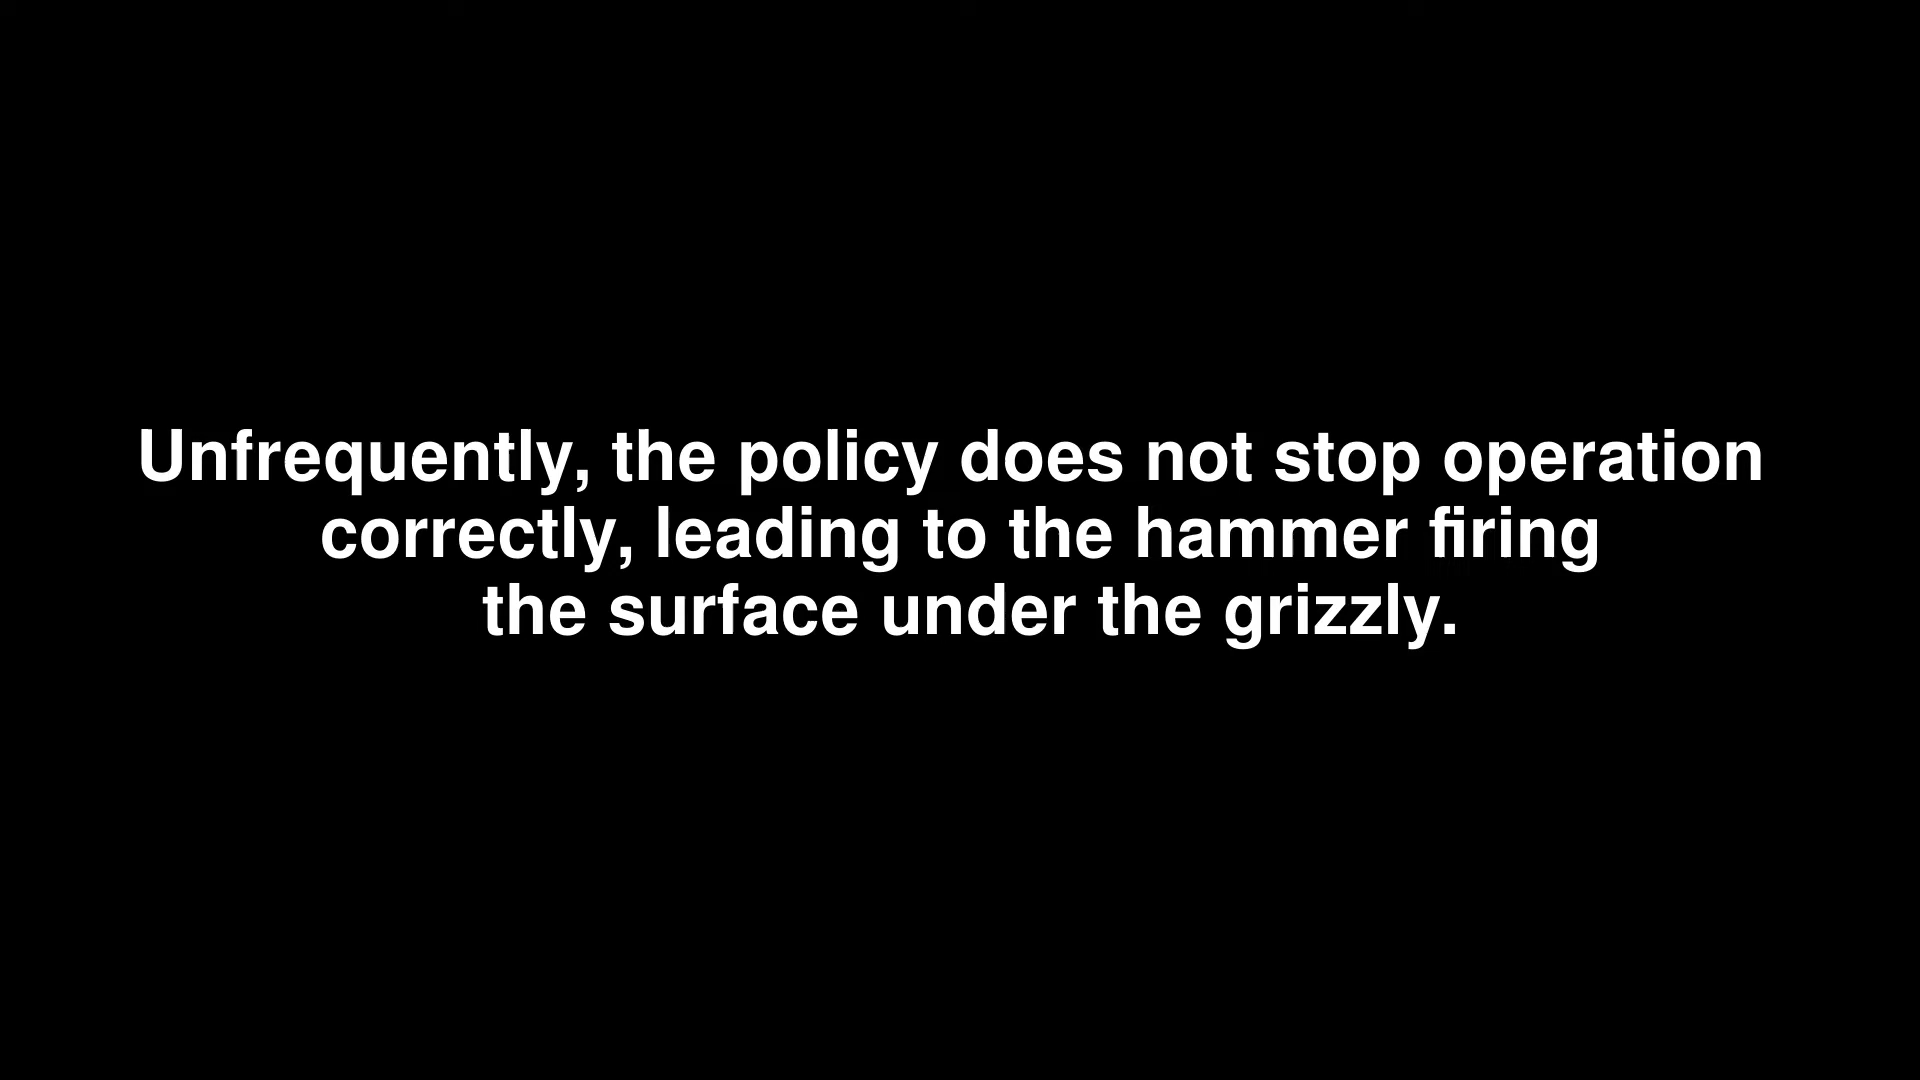 Unfrequently, the policy does not stop operation
correctly, leading to the hammer firing
the surface under the grizzly.